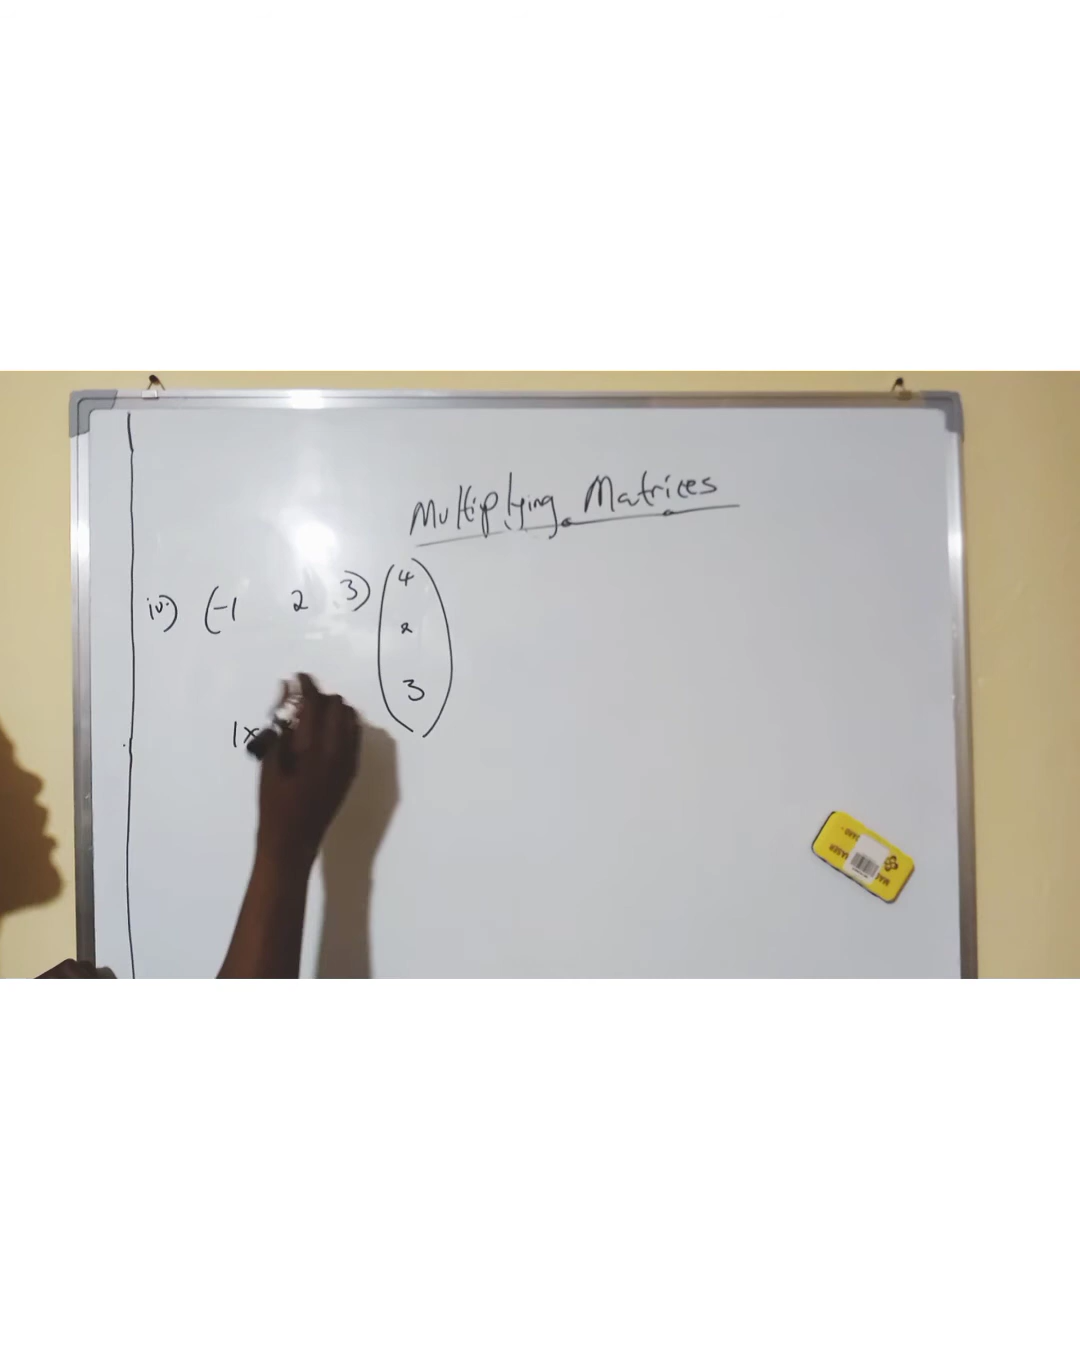 Multiplying Matrices
iv) (-1 2 3) (4
2
3)
1x